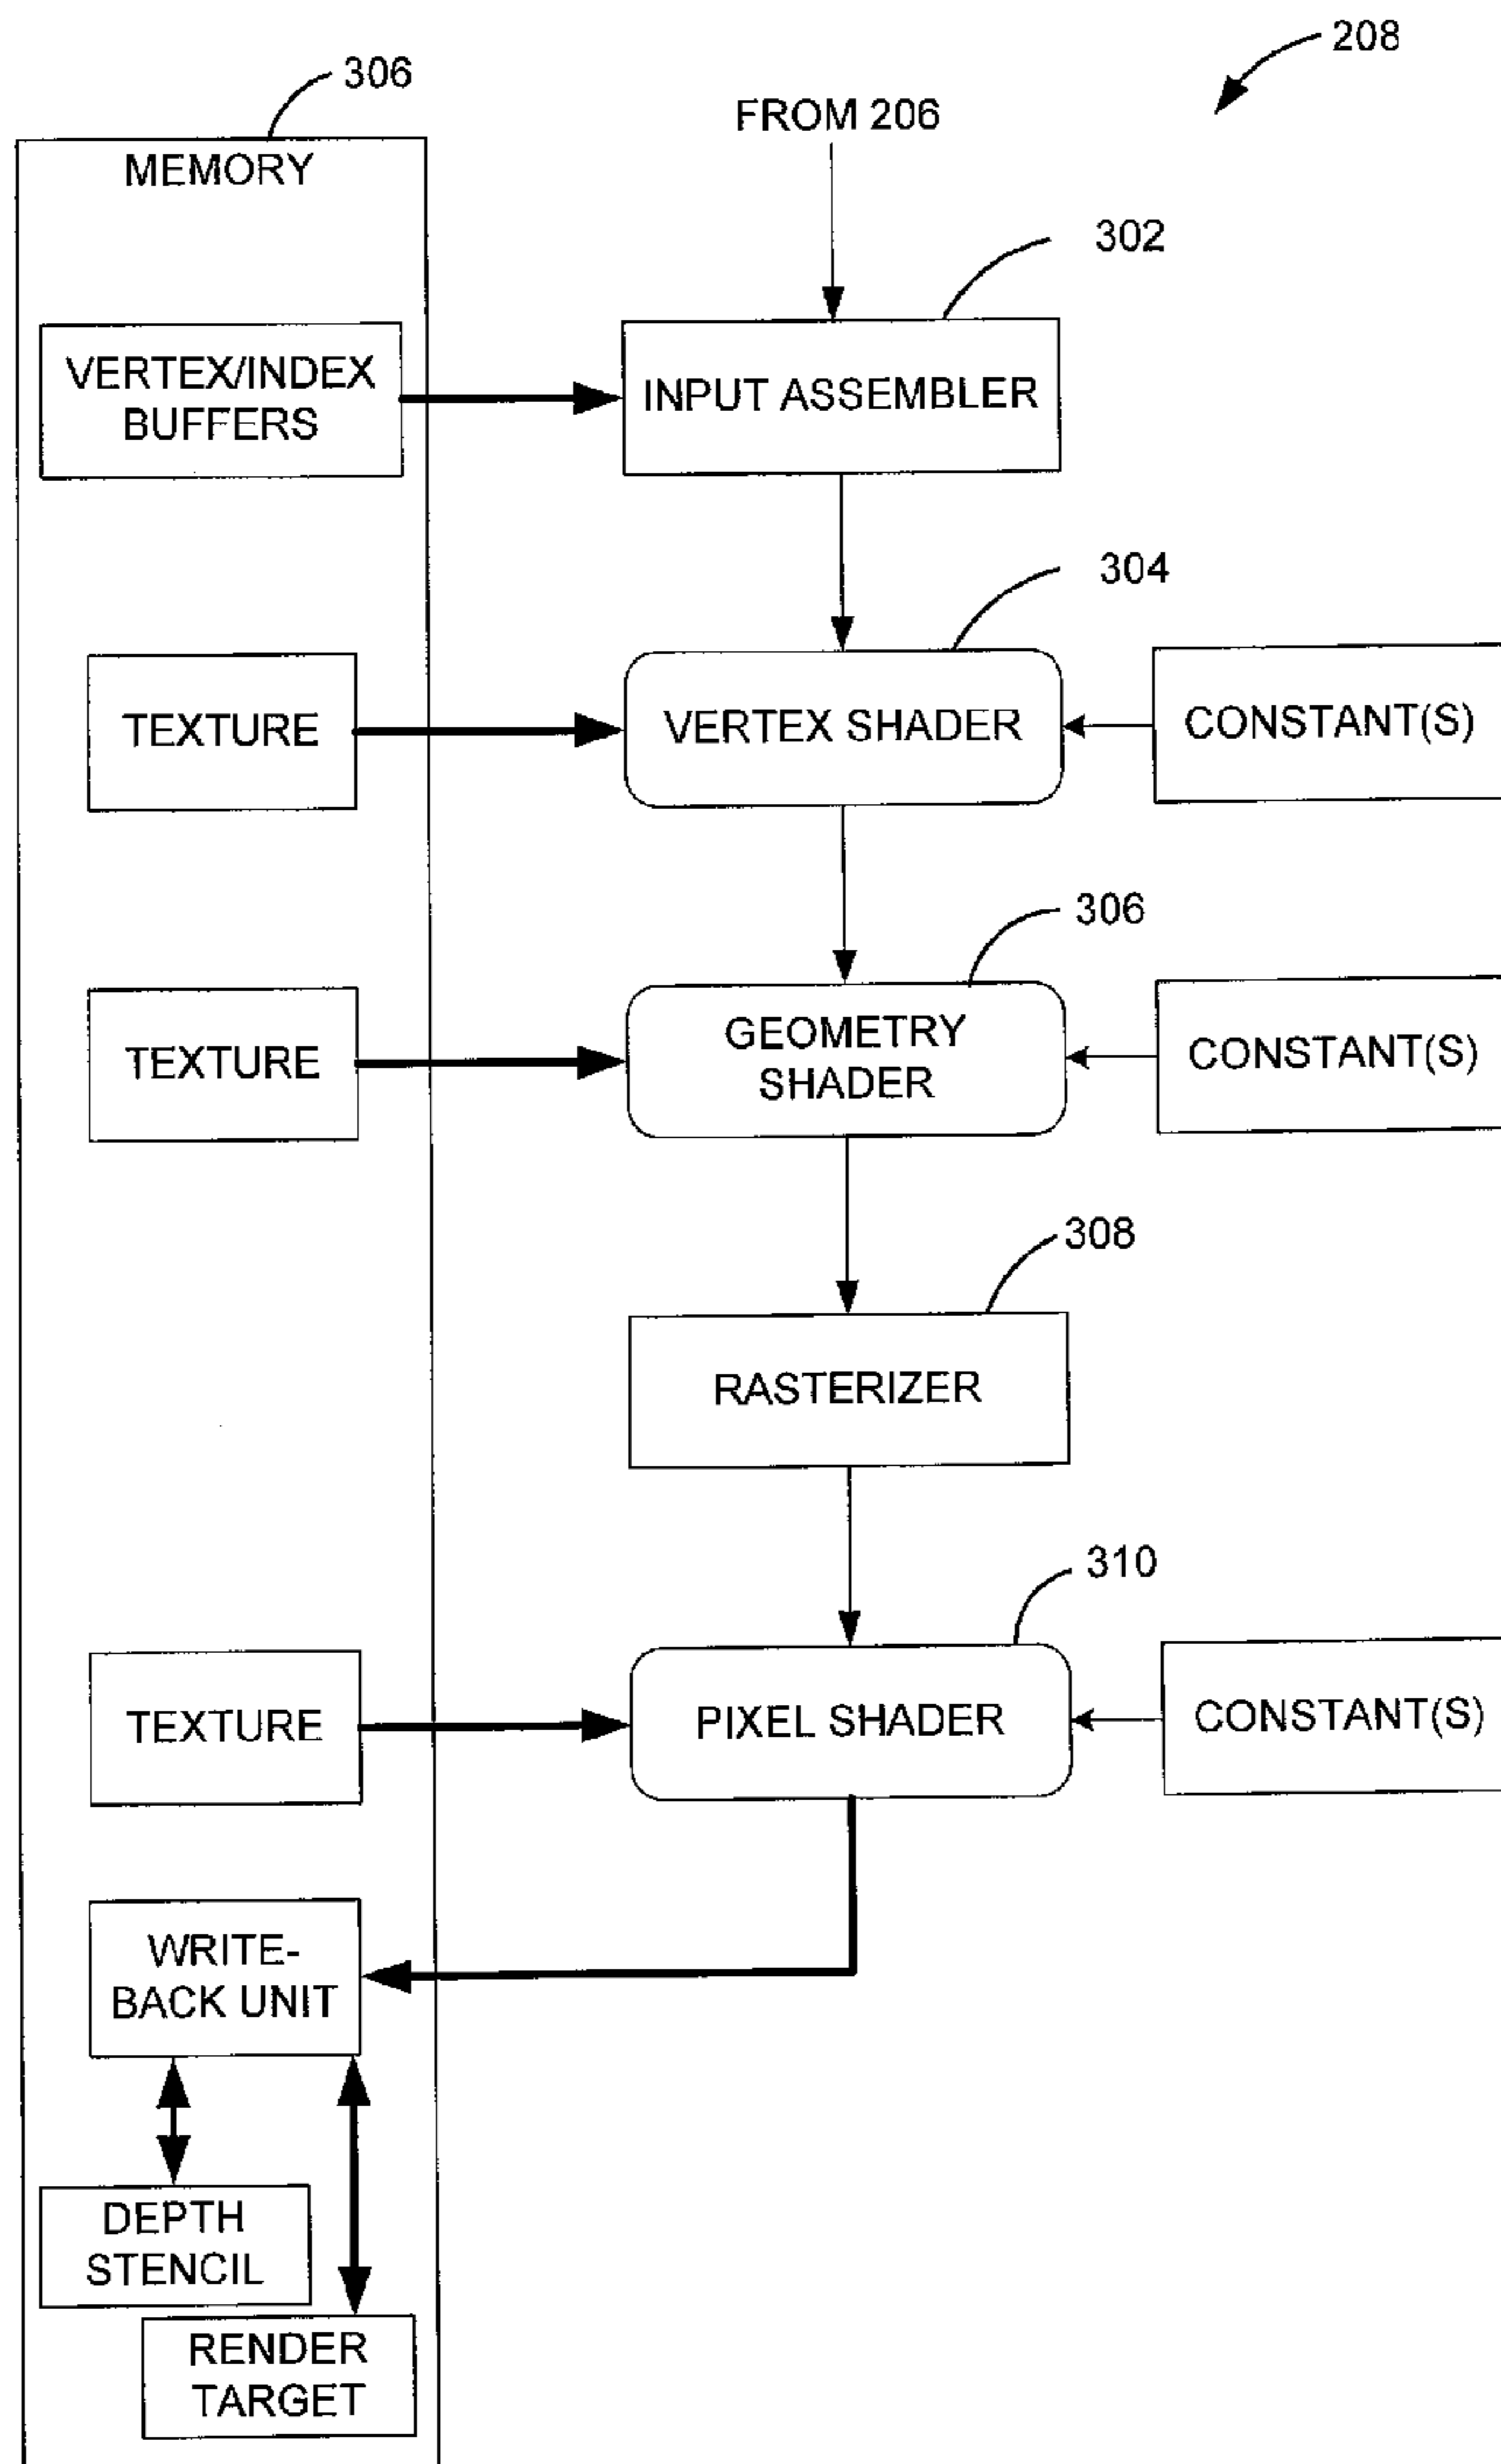 208
306
FROM 206
MEMORY
302
VERTEX/INDEX
BUFFERS
INPUT ASSEMBLER
304
TEXTURE
VERTEX SHADER
CONSTANT(S)
306
TEXTURE
GEOMETRY
SHADER
CONSTANT(S)
308
RASTERIZER
310
TEXTURE
PIXEL SHADER
CONSTANT(S)
WRITE-
BACK UNIT
DEPTH
STENCIL
RENDER
TARGET